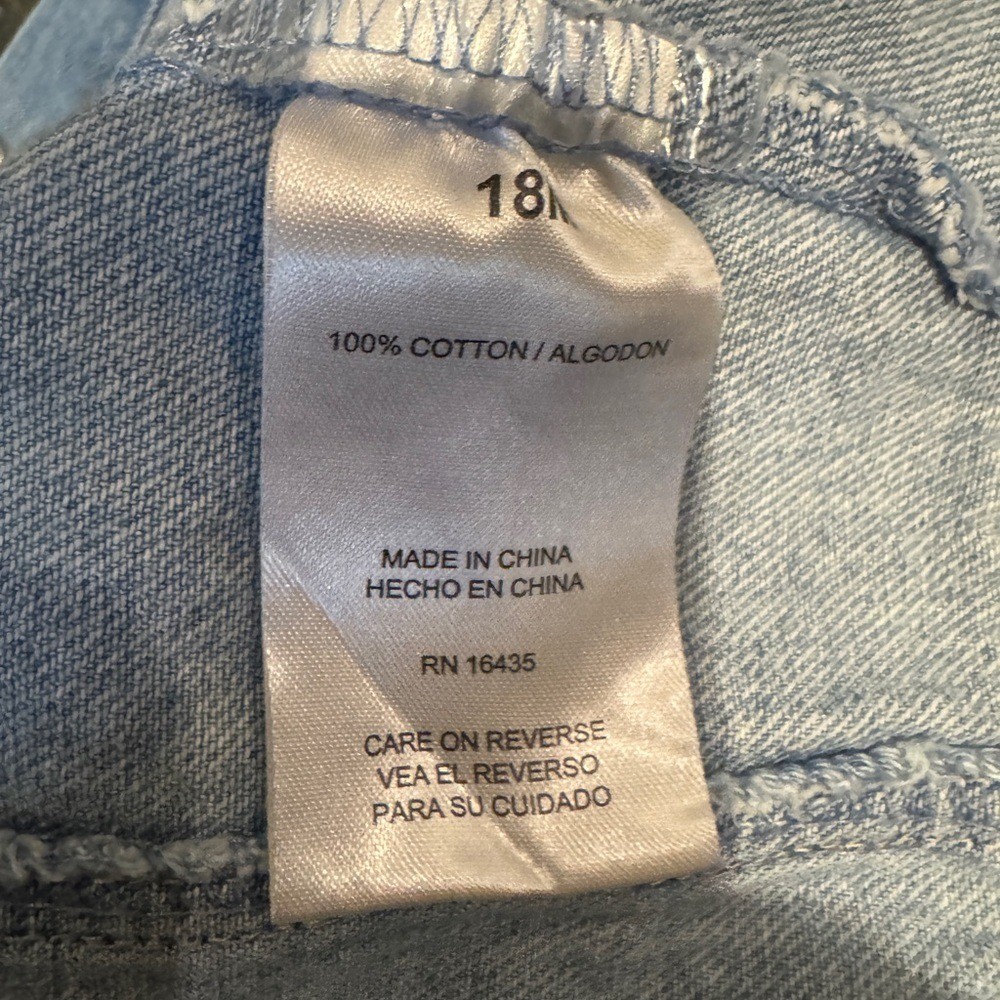 18M
100% COTTON / ALGODON
MADE IN CHINA
HECHO EN CHINA
RN 16435
CARE ON REVERSE
VEA EL REVERSO
PARA SU CUIDADO